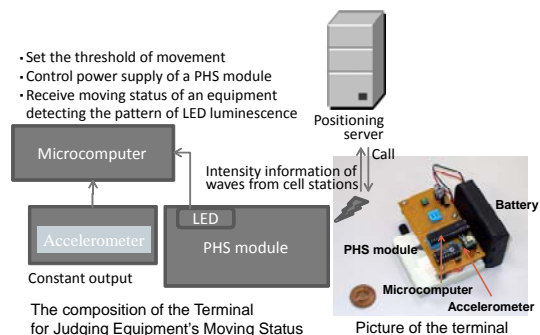 ・Set the threshold of movement
・Control power supply of a PHS module
・Receive moving status of an equipment
detecting the pattern of LED luminescence
Microcomputer
Accelerometer
Constant output
LED
PHS module
The composition of the Terminal
for Judging Equipment's Moving Status
Positioning
server
Call
Intensity information of
waves from cell stations
Battery
PHS module
Microcomputer
Accelerometer
Picture of the terminal